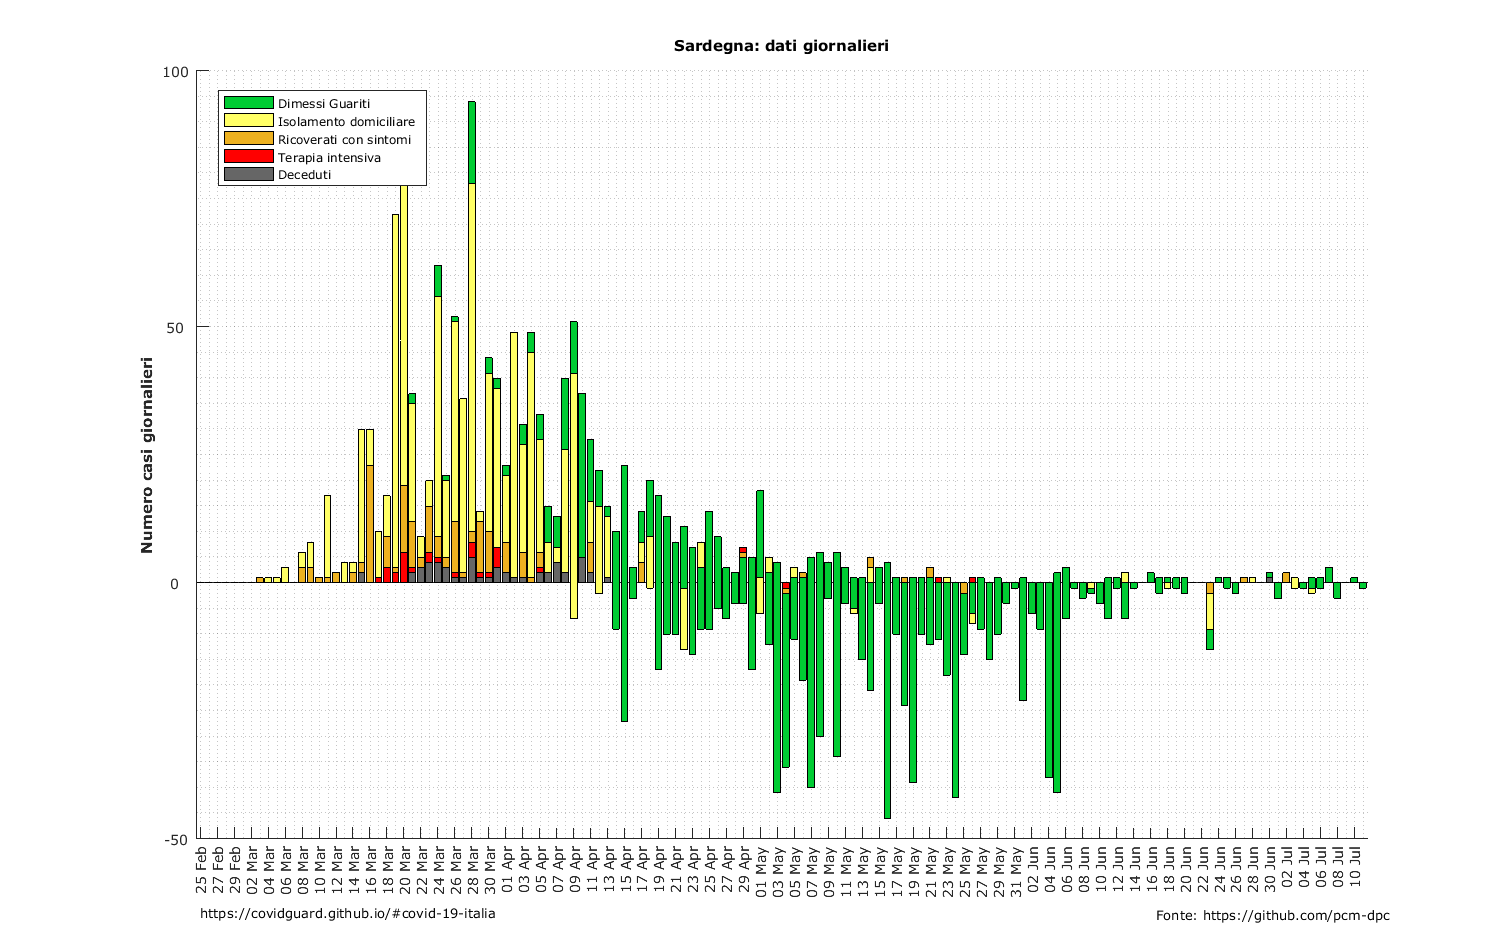 Sardegna: dati giornalieri
100
50
0
-50
Numero casi giornalieri
Dimessi Guariti
Isolamento domiciliare
Ricoverati con sintomi
Terapia intensiva
Deceduti
25 Feb
27 Feb
29 Feb
02 Mar
04 Mar
06 Mar
08 Mar
10 Mar
12 Mar
14 Mar
16 Mar
18 Mar
20 Mar
22 Mar
24 Mar
26 Mar
28 Mar
30 Mar
01 Apr
03 Apr
05 Apr
07 Apr
09 Apr
11 Apr
13 Apr
15 Apr
17 Apr
19 Apr
21 Apr
23 Apr
25 Apr
27 Apr
29 Apr
01 May
03 May
05 May
07 May
09 May
11 May
13 May
15 May
17 May
19 May
21 May
23 May
25 May
27 May
29 May
31 May
02 Jun
04 Jun
06 Jun
08 Jun
10 Jun
12 Jun
14 Jun
16 Jun
18 Jun
20 Jun
22 Jun
24 Jun
26 Jun
28 Jun
30 Jun
02 Jul
04 Jul
06 Jul
08 Jul
10 Jul
https://covidguard.github.io/#covid-19-italia
Fonte: https://github.com/pcm-dpc